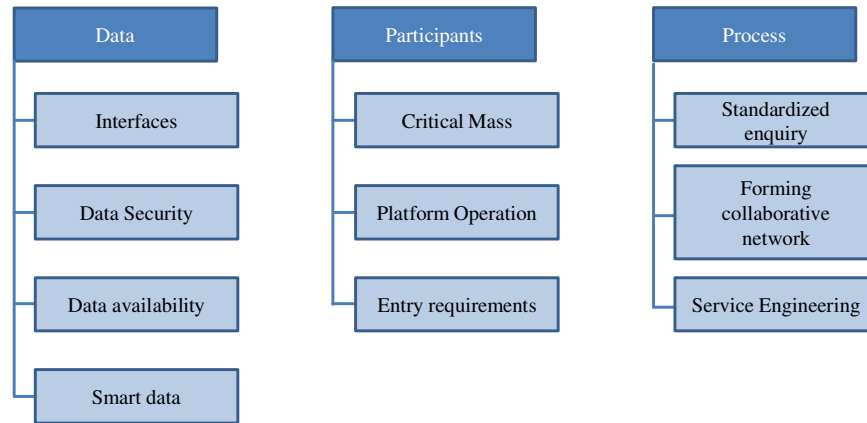 Data
Interfaces
Data Security
Data availability
Smart data
Participants
Critical Mass
Platform Operation
Entry requirements
Process
Standardized
enquiry
Forming
collaborative
network
Service Engineering